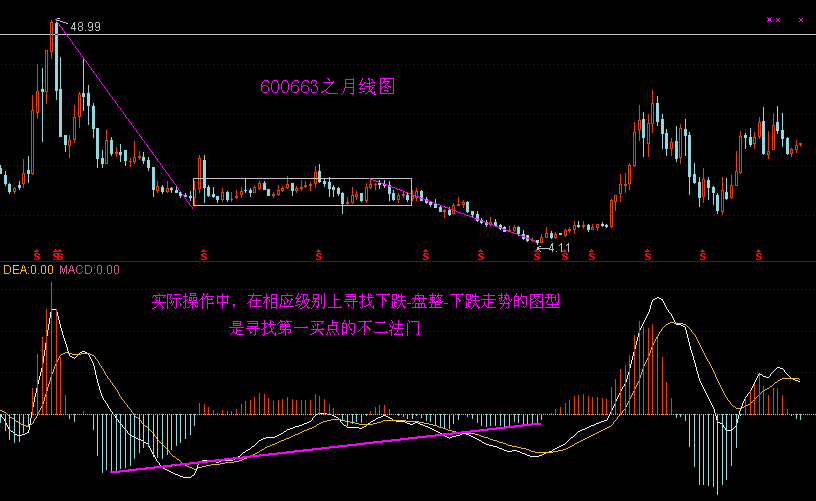 48.99
600663之月线图
4.11
S S S S S S S S S S S S S
DEA:0.00 MACD:0.00
实际操作中，在相应级别上寻找下跌-盘整-下跌走势的图型
是寻找第一买点的不二法门